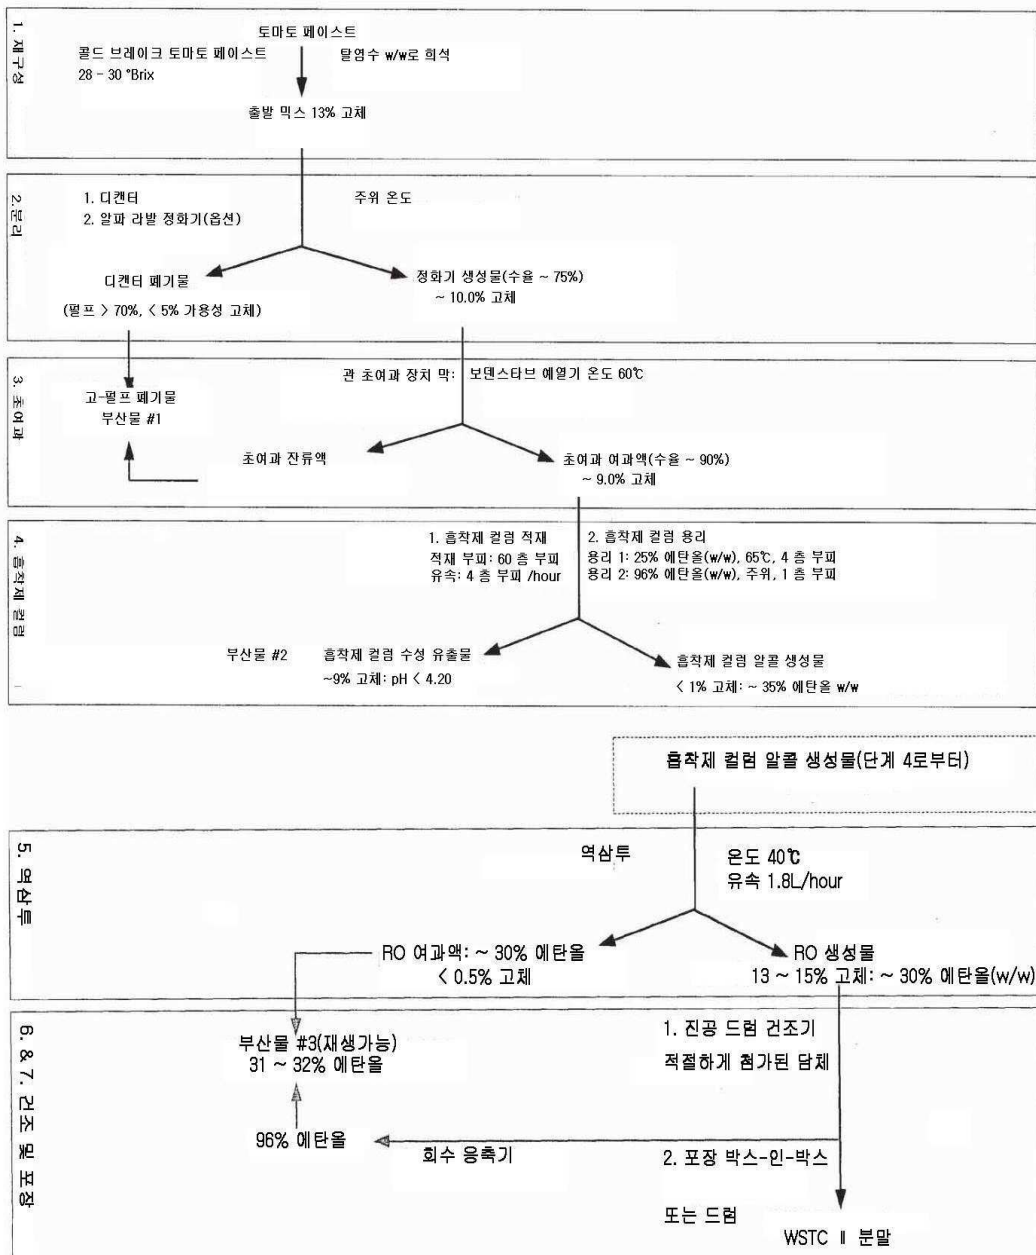 1. 재구성
토마토 페이스트
콜드 브레이크 토마토 페이스트
28 - 30 °Brix
탈염수 w/w로 희석
출발 믹스 13% 고체
2.분리
1. 디캔터
2. 알파 라발 정화기(옵션)
주위 온도
디캔터 폐기물
(펄프 > 70%, < 5% 가용성 고체)
정화기 생성물(수율 ~ 75%)
~ 10.0% 고체
3. 초여과
관 초여과 장치 막: 보덴스타브 예열기 온도 60℃
고-펄프 폐기물
부산물 #1
초여과 잔류액
초여과 여과액(수율 ~ 90%)
~ 9.0% 고체
4. 흡착제 컬럼
1. 흡착제 컬럼 적재
적재 부피: 60 층 부피
유속: 4 층 부피 /hour
2. 흡착제 컬럼 용리
용리 1: 25% 에탄올(w/w), 65℃, 4 층 부피
용리 2: 96% 에탄올(w/w), 주위, 1 층 부피
부산물 #2
흡착제 컬럼 수성 유출물
~9% 고체: pH < 4.20
흡착제 컬럼 알콜 생성물
< 1% 고체: ~ 35% 에탄올 w/w
흡착제 컬럼 알콜 생성물(단계 4로부터)
5. 역삼투
역삼투
온도 40℃
유속 1.8L/hour
RO 여과액: ~ 30% 에탄올
< 0.5% 고체
RO 생성물
13 ~ 15% 고체: ~ 30% 에탄올(w/w)
6. & 7. 건조 및 포장
1. 진공 드럼 건조기
적절하게 첨가된 담체
부산물 #3(재생가능)
31 ~ 32% 에탄올
96% 에탄올
회수 응축기
2. 포장 박스-인-박스
또는 드럼
WSTC Ⅱ 분말